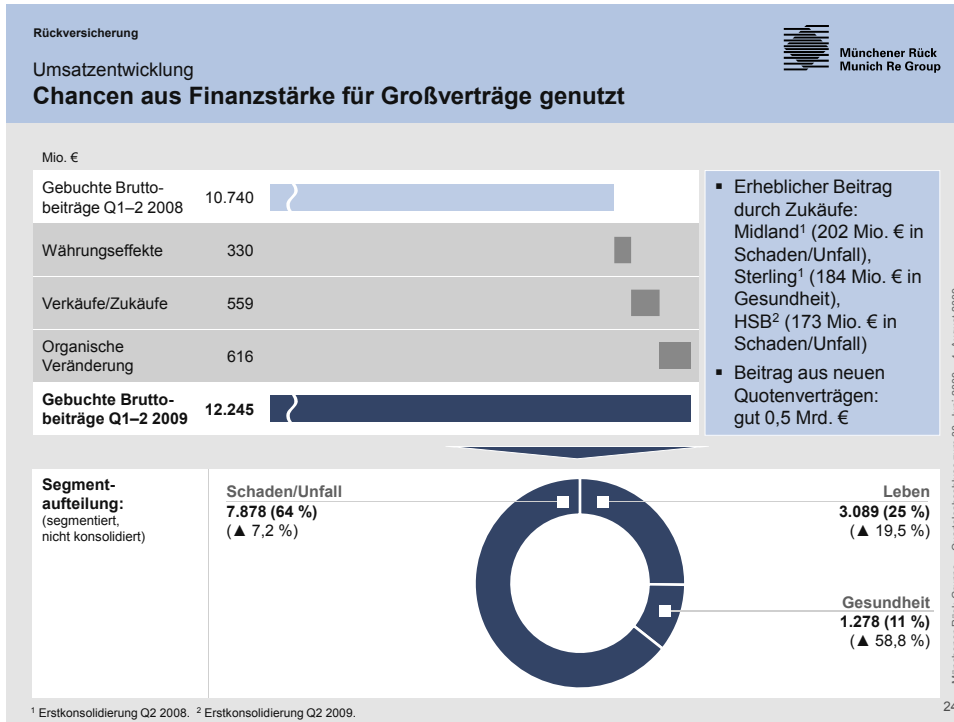 Rückversicherung
Münchener Rück
Munich Re Group
Umsatzentwicklung
Chancen aus Finanzstärke für Großverträge genutzt
Mio. €
Gebuchte Brutto-
beiträge Q1–2 2008
10.740
Währungseffekte
330
Verkäufe/Zukäufe
559
Organische
Veränderung
616
Gebuchte Brutto-
beiträge Q1–2 2009
12.245
▪ Erheblicher Beitrag
durch Zukäufe:
Midland¹ (202 Mio. € in
Schaden/Unfall),
Sterling¹ (184 Mio. € in
Gesundheit),
HSB² (173 Mio. € in
Schaden/Unfall)
▪ Beitrag aus neuen
Quotenverträgen:
gut 0,5 Mrd. €
Segment-
aufteilung:
(segmentiert,
nicht konsolidiert)
Schaden/Unfall
7.878 (64 %)
(▲ 7,2 %)
Leben
3.089 (25 %)
(▲ 19,5 %)
Gesundheit
1.278 (11 %)
(▲ 58,8 %)
¹ Erstkonsolidierung Q2 2008. ² Erstkonsolidierung Q2 2009.
24